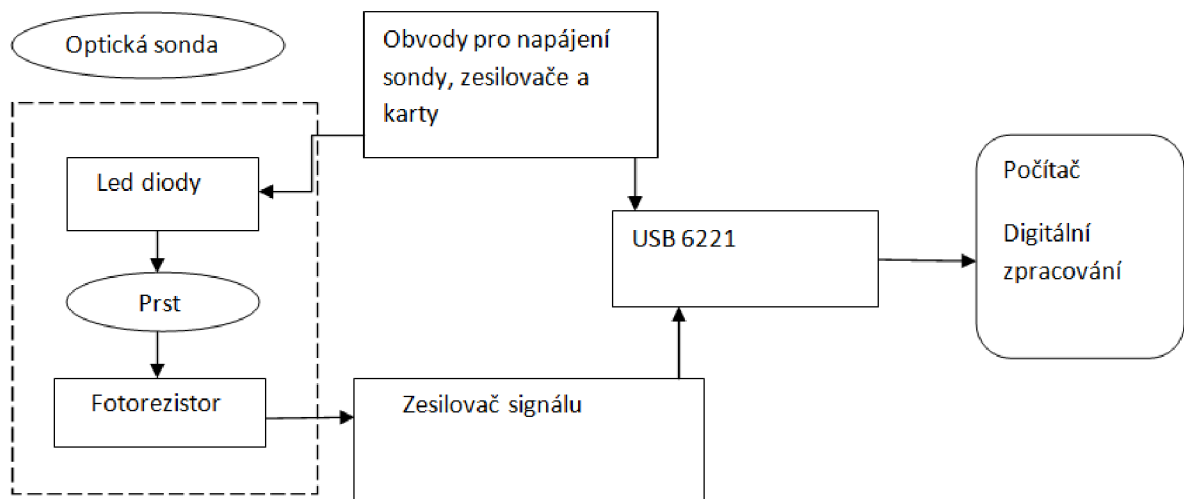 Optická sonda
Obvody pro napájení
sondy, zesilovače a
karty
Led diody
Prst
Fotorezistor
Zesilovač signálu
USB 6221
Počítač
Digitální
zpracování